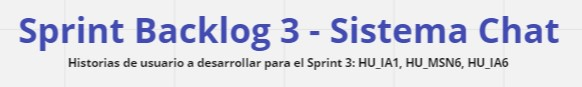 Sprint Backlog 3 - Sistema Chat
Historias de usuario a desarrollar para el Sprint 3: HU_IA1, HU_MSN6, HU_IA6